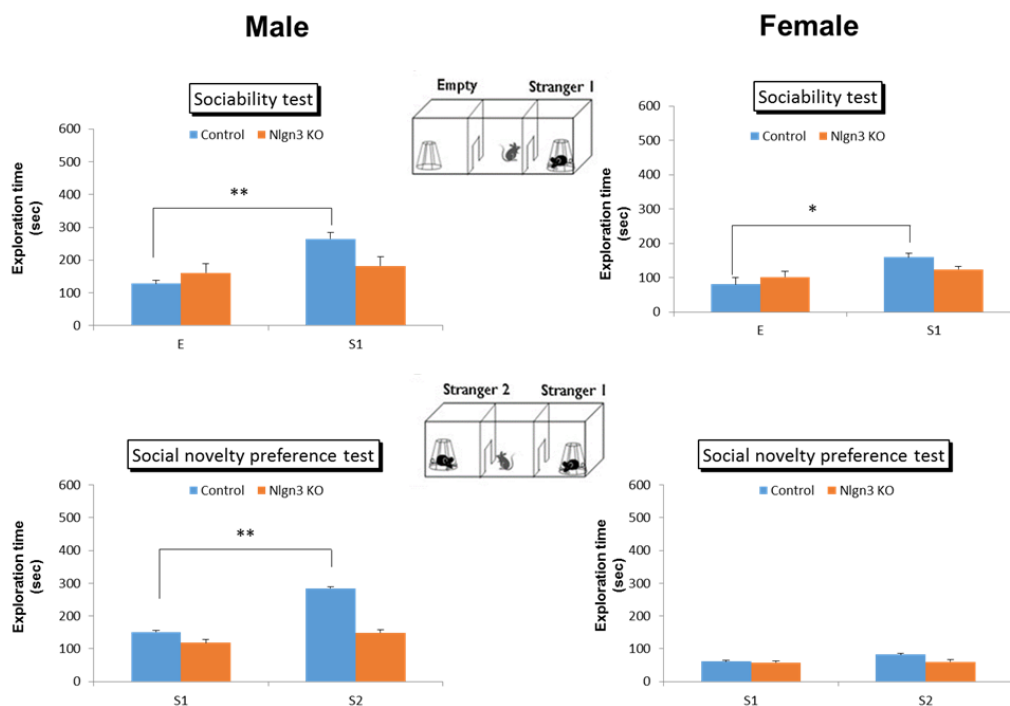 Male
Female
Sociability test
Empty
Stranger 1
Sociability test
Control
Nlgn3 KO
Exploration time
(sec)
600
500
400
300
200
100
0
**
E
S1
Control
Nlgn3 KO
Exploration time
(sec)
600
500
400
300
200
100
0
*
E
S1
Stranger 2
Stranger 1
Social novelty preference test
Control
Nlgn3 KO
Exploration time
(sec)
600
500
400
300
200
100
0
**
S1
S2
Social novelty preference test
Control
Nlgn3 KO
Exploration time
(sec)
600
500
400
300
200
100
0
S1
S2